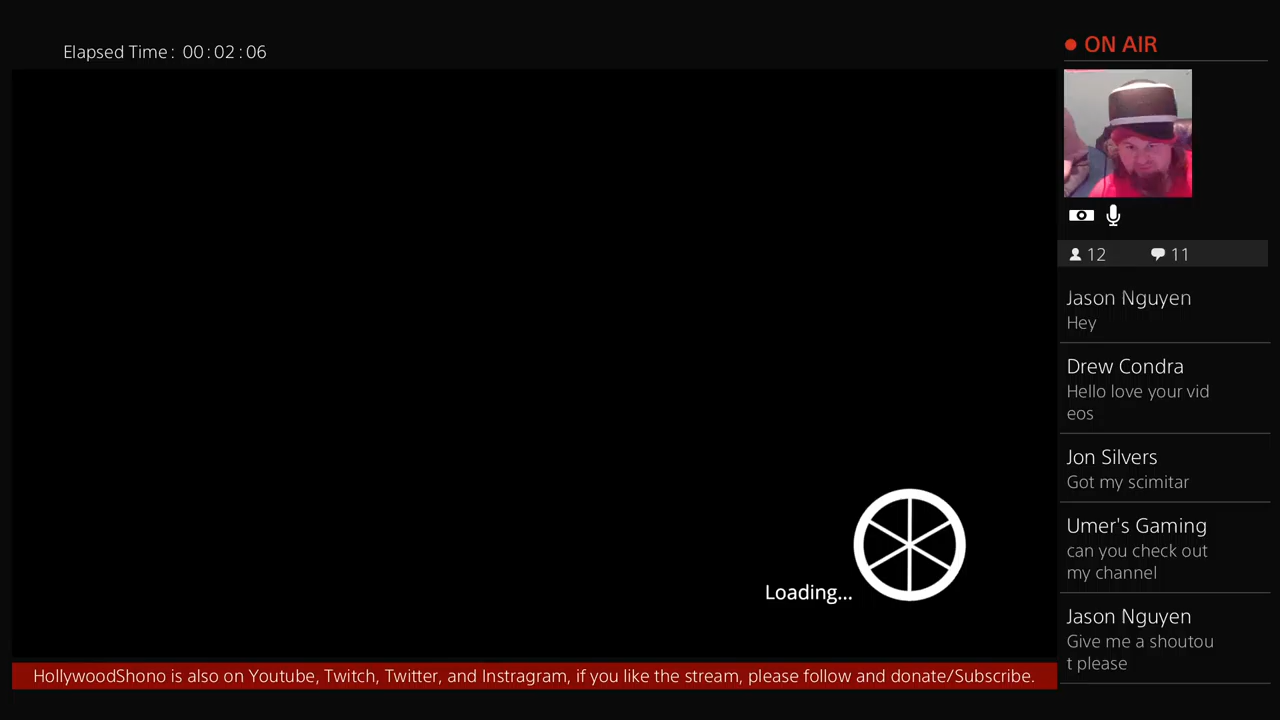 Elapsed Time: 00:02:06
ON AIR
12 11
Jason Nguyen
Hey
Drew Condra
Hello love your vid
eos
Jon Silvers
Got my scimitar
Umer's Gaming
can you check out
my channel
Jason Nguyen
Give me a shoutou
t please
Loading...
HollywoodShono is also on Youtube, Twitch, Twitter, and Instragram, if you like the stream, please follow and donate/Subscribe.